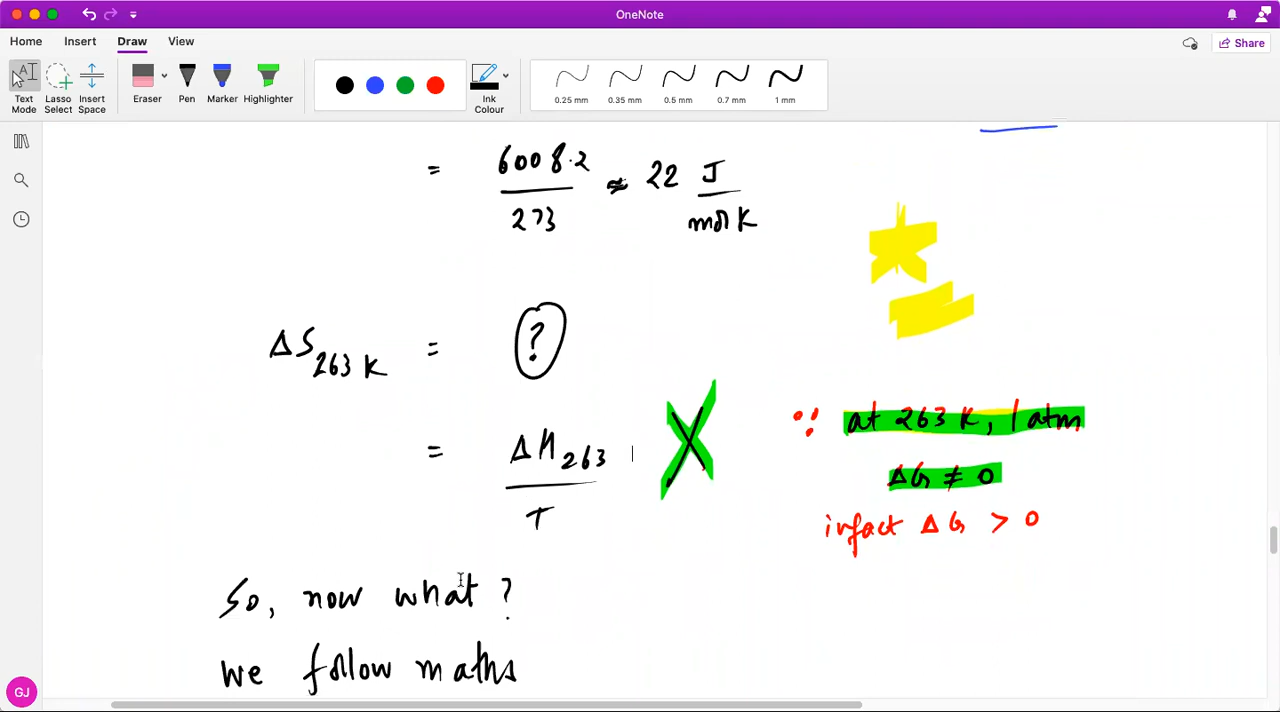 OneNote
Home Insert Draw View
Share
Text Mode
Lasso Select
Insert Space
Eraser
Pen
Marker
Highlighter
Ink Colour
0.25 mm
0.35 mm
0.5 mm
0.7 mm
1 mm
= 6008.2 / 273 ≈ 22 J / mol K
ΔS263 K = ?
= ΔH263 / T X
∵ at 263 K, 1 atm
ΔG ≠ 0
infact ΔG > 0
So, now what ?
we follow maths
GJ